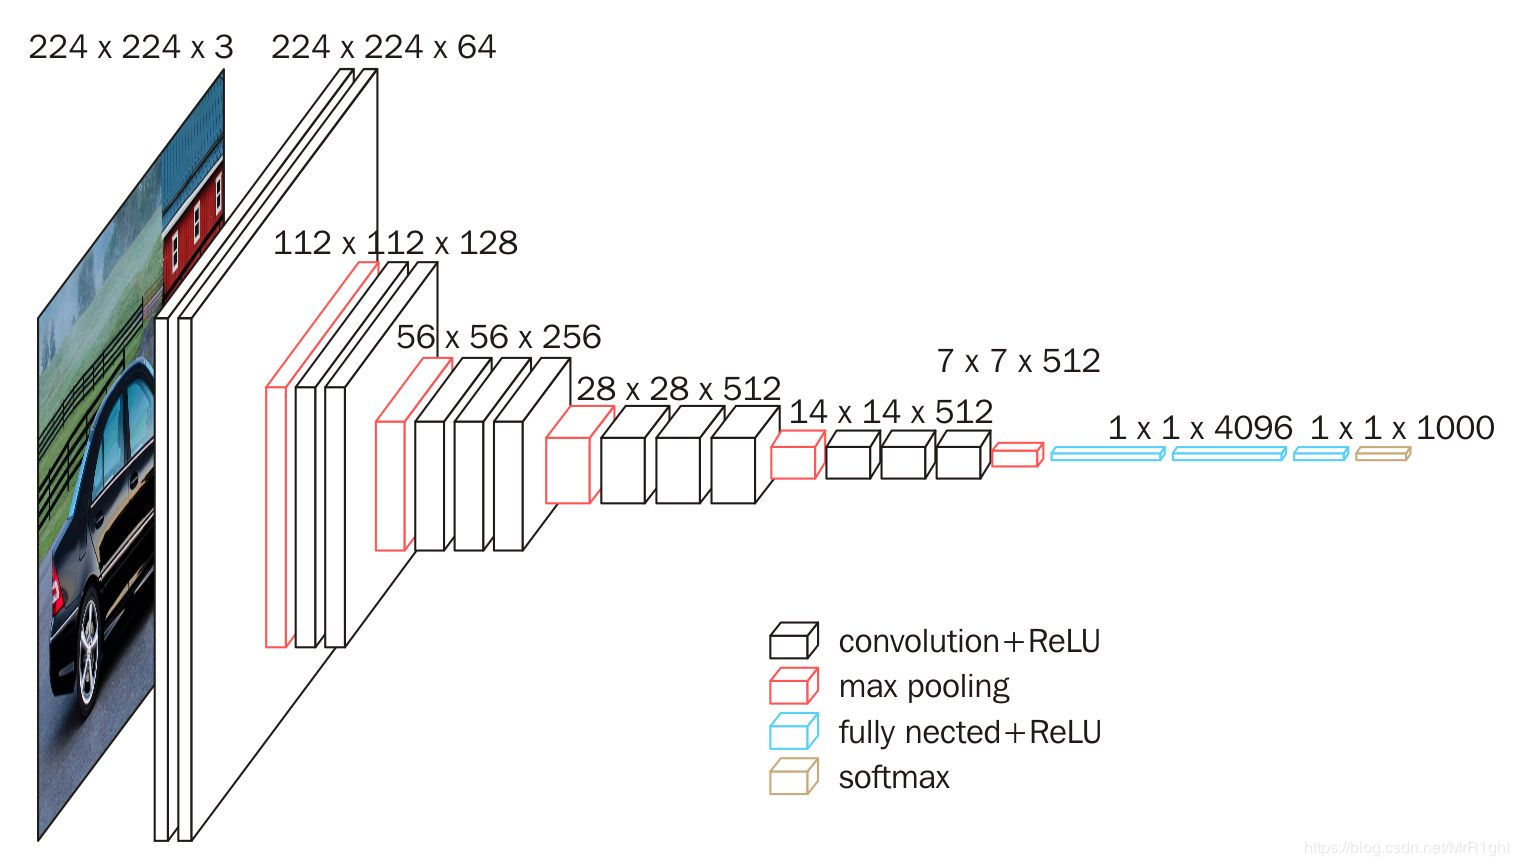 224 x 224 x 3
224 x 224 x 64
112 x 112 x 128
56 x 56 x 256
28 x 28 x 512
14 x 14 x 512
7 x 7 x 512
1 x 1 x 4096
1 x 1 x 1000
convolution+ReLU
max pooling
fully nected+ReLU
softmax
https://blog.csdn.net/MrFl1ght